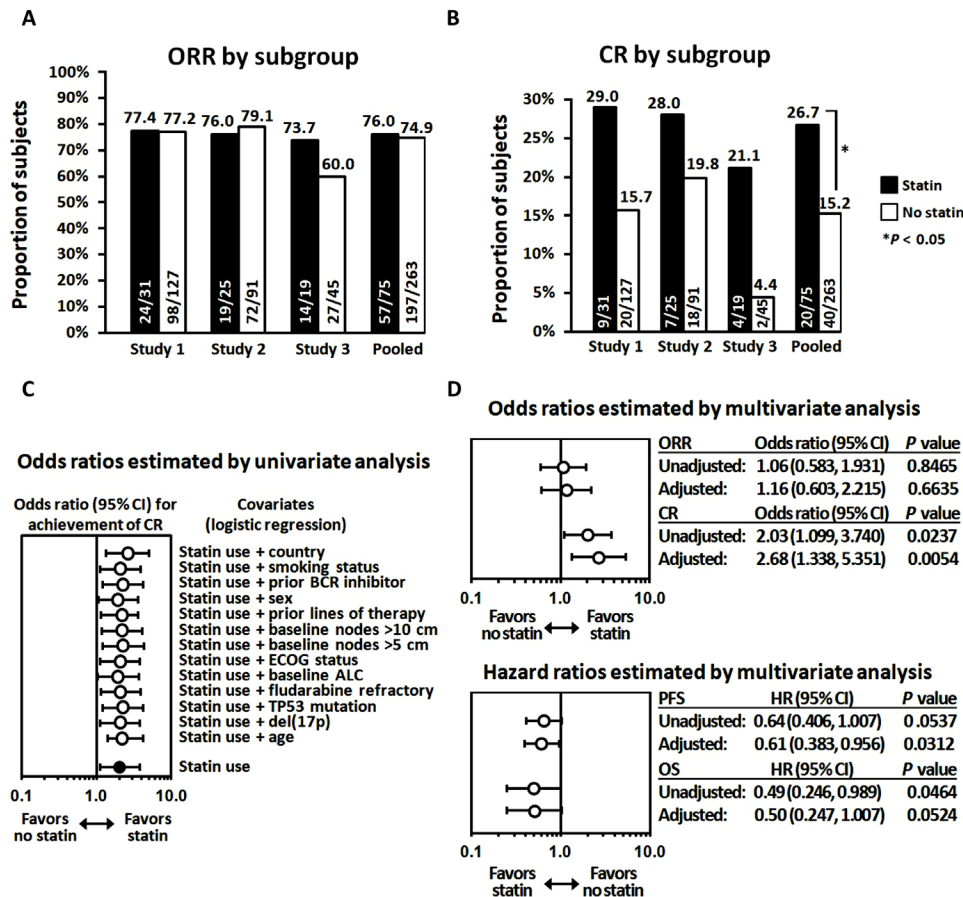 A
ORR by subgroup
Proportion of subjects
100%
90%
80%
70%
60%
50%
40%
30%
20%
10%
0%
77.4 77.2 76.0 79.1 73.7 60.0 76.0 74.9
24/31 98/127 19/25 72/91 14/19 27/45 57/75 197/263
Study 1 Study 2 Study 3 Pooled
B
CR by subgroup
Proportion of subjects
30%
25%
20%
15%
10%
5%
0%
29.0 15.7 28.0 19.8 21.1 4.4 26.7 15.2
*
9/31 20/127 7/25 18/91 4/19 2/45 20/75 40/263
Study 1 Study 2 Study 3 Pooled
Statin
No statin
*P < 0.05
C
Odds ratios estimated by univariate analysis
Odds ratio (95% CI) for
achievement of CR
Covariates
(logistic regression)
Statin use + country
Statin use + smoking status
Statin use + prior BCR inhibitor
Statin use + sex
Statin use + prior lines of therapy
Statin use + baseline nodes >10 cm
Statin use + baseline nodes >5 cm
Statin use + ECOG status
Statin use + baseline ALC
Statin use + fludarabine refractory
Statin use + TP53 mutation
Statin use + del(17p)
Statin use + age
Statin use
0.1 1.0 10.0
Favors
no statin
Favors
statin
D
Odds ratios estimated by multivariate analysis
ORR Odds ratio (95% CI) P value
Unadjusted: 1.06 (0.583, 1.931) 0.8465
Adjusted: 1.16 (0.603, 2.215) 0.6635
CR Odds ratio (95% CI) P value
Unadjusted: 2.03 (1.099, 3.740) 0.0237
Adjusted: 2.68 (1.338, 5.351) 0.0054
0.1 1.0 10.0
Favors
no statin
Favors
statin
Hazard ratios estimated by multivariate analysis
PFS HR (95% CI) P value
Unadjusted: 0.64 (0.406, 1.007) 0.0537
Adjusted: 0.61 (0.383, 0.956) 0.0312
OS HR (95% CI) P value
Unadjusted: 0.49 (0.246, 0.989) 0.0464
Adjusted: 0.50 (0.247, 1.007) 0.0524
0.1 1.0 10.0
Favors
statin
Favors
no statin